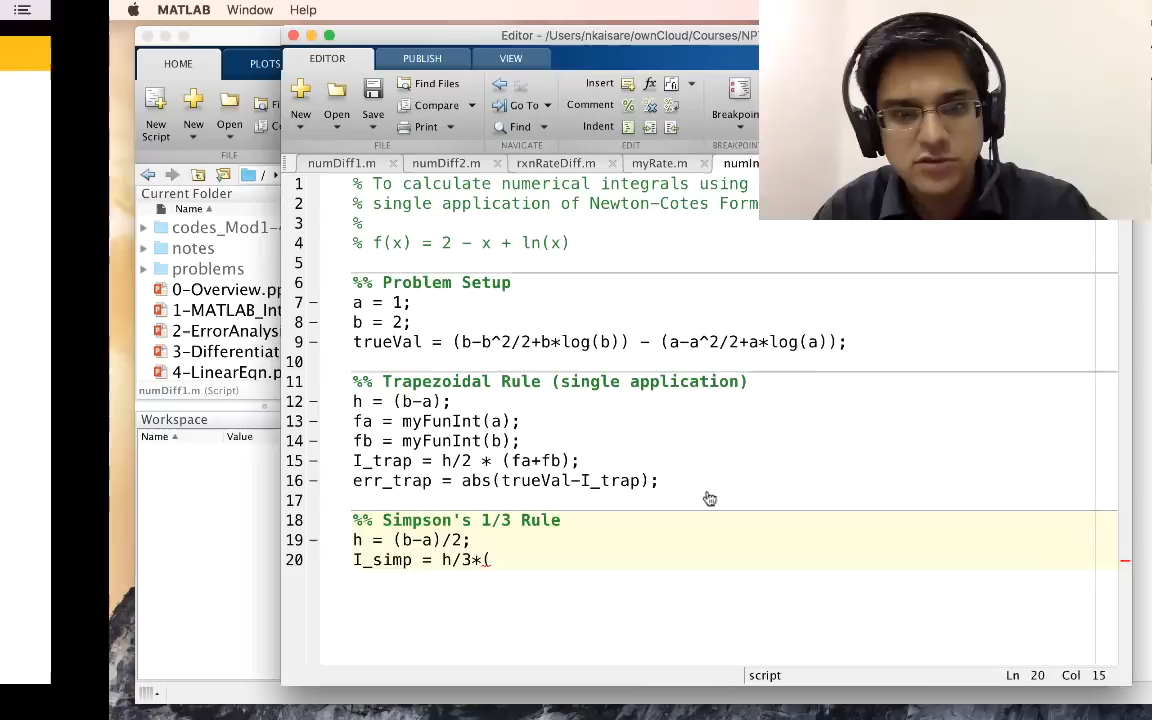 MATLAB Window Help
Editor - /Users/nkaisare/ownCloud/Courses/NP
HOME PLOTS
EDITOR PUBLISH VIEW
New Script New Open
FILE
New Open Save
Find Files
Compare
Print
FILE
Go To
Find
NAVIGATE
Insert
Comment
Indent
EDIT
Breakpoin
BREAKPOIN
numDiff1.m numDiff2.m rxnRateDiff.m myRate.m numIn
Current Folder
Name
codes_Mod1-4
notes
problems
0-Overview.pp
1-MATLAB_Int
2-ErrorAnalysi
3-Differentiat
4-LinearEqn.p
numDiff1.m (Script)
Workspace
Name Value
1 % To calculate numerical integrals using
2 % single application of Newton-Cotes Form
3 %
4 % f(x) = 2 - x + ln(x)
5
6 %% Problem Setup
7 a = 1;
8 b = 2;
9 trueVal = (b-b^2/2+b*log(b)) - (a-a^2/2+a*log(a));
10
11 %% Trapezoidal Rule (single application)
12 h = (b-a);
13 fa = myFunInt(a);
14 fb = myFunInt(b);
15 I_trap = h/2 * (fa+fb);
16 err_trap = abs(trueVal-I_trap);
17
18 %% Simpson's 1/3 Rule
19 h = (b-a)/2;
20 I_simp = h/3*(
script Ln 20 Col 15